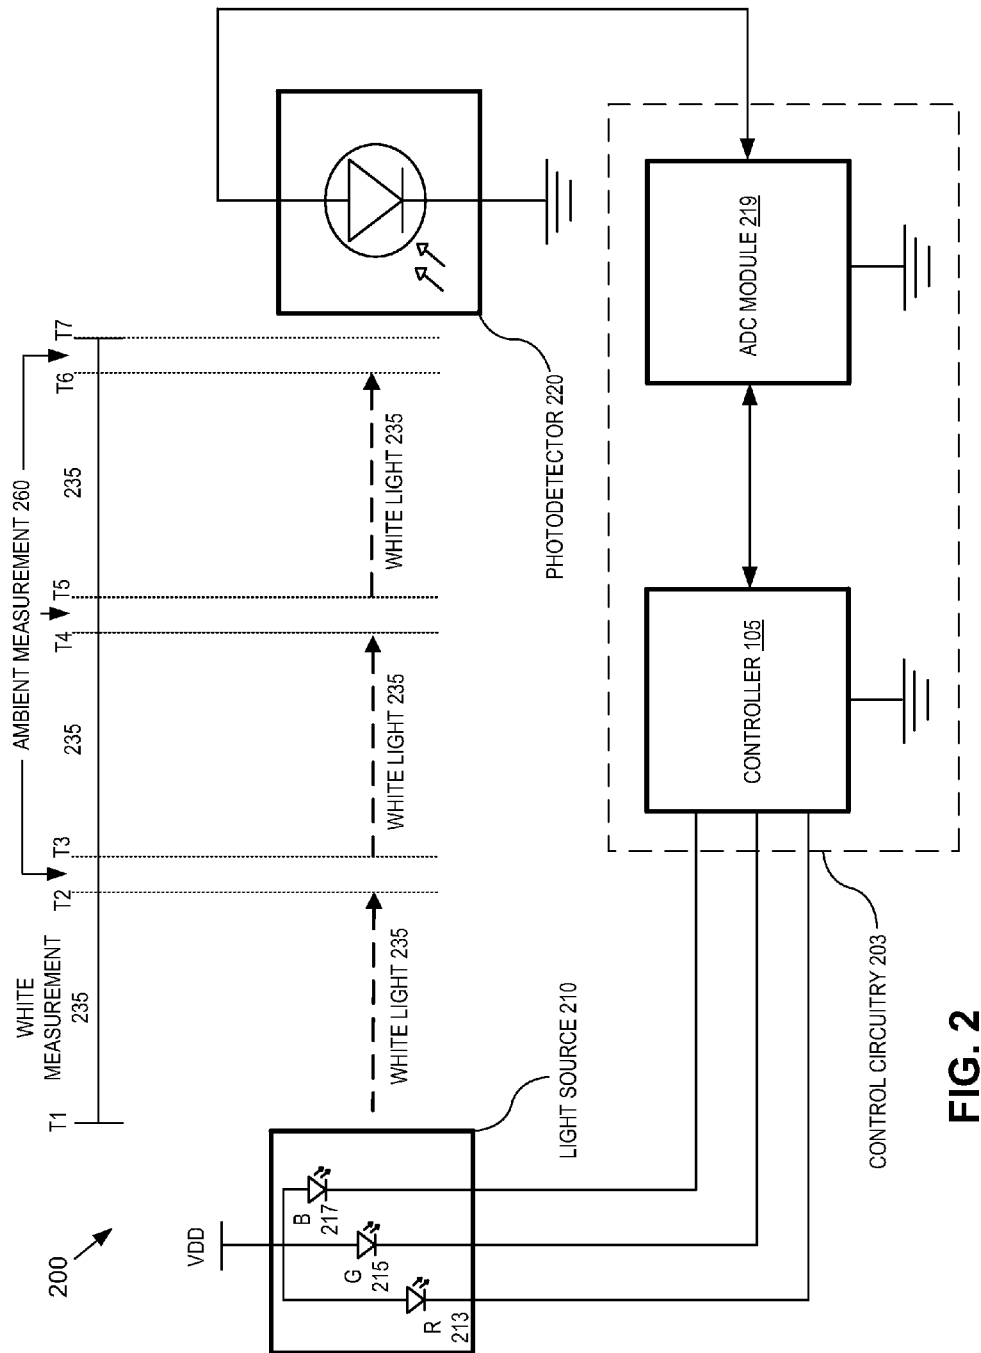 200
WHITE
MEASUREMENT
235
AMBIENT MEASUREMENT 260
235
235
T1
T2
T3
T4
T5
T6
T7
VDD
R
213
G
215
B
217
WHITE LIGHT 235
WHITE LIGHT 235
WHITE LIGHT 235
LIGHT SOURCE 210
PHOTODETECTOR 220
CONTROLLER 105
ADC MODULE 219
CONTROL CIRCUITRY 203
FIG. 2